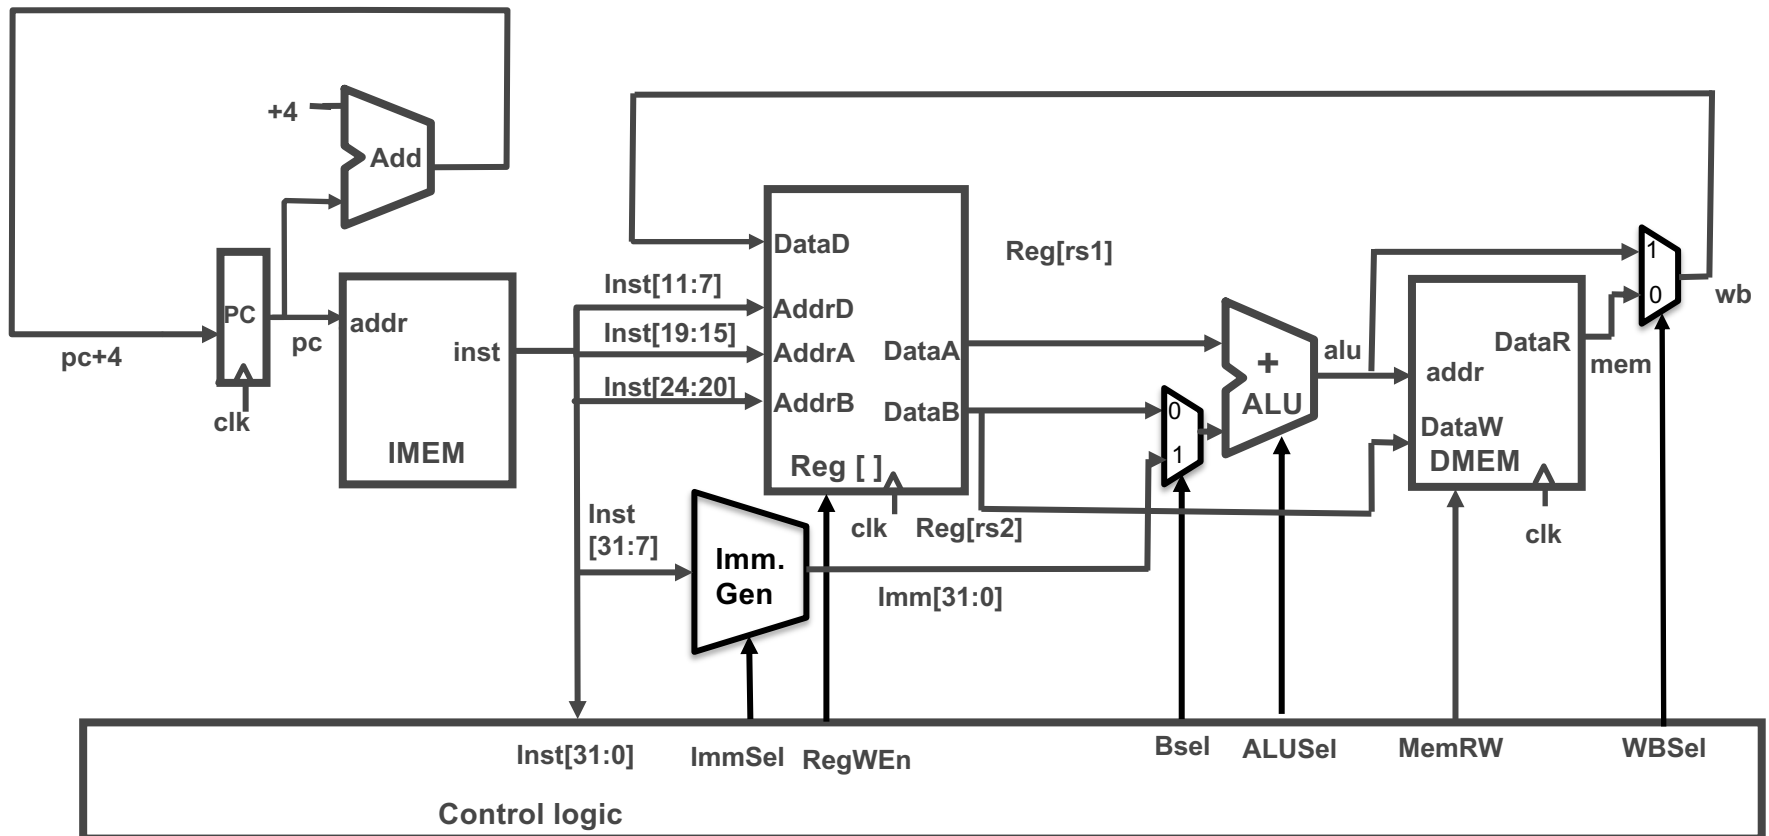 +4
Add
DataD
Reg[rs1]
1
Inst[11:7]
PC
AddrD
0
wb
addr
Inst[19:15]
pc+4
pc
inst
AddrA
DataA
+
alu
DataR
mem
Inst[24:20]
AddrB
DataB
0
ALU
addr
clk
IMEM
1
DataW
DMEM
Reg [ ]
Inst
[31:7]
clk
Reg[rs2]
clk
Imm.
Gen
Imm[31:0]
Inst[31:0]
ImmSel
RegWEn
Bsel
ALUSel
MemRW
WBSel
Control logic